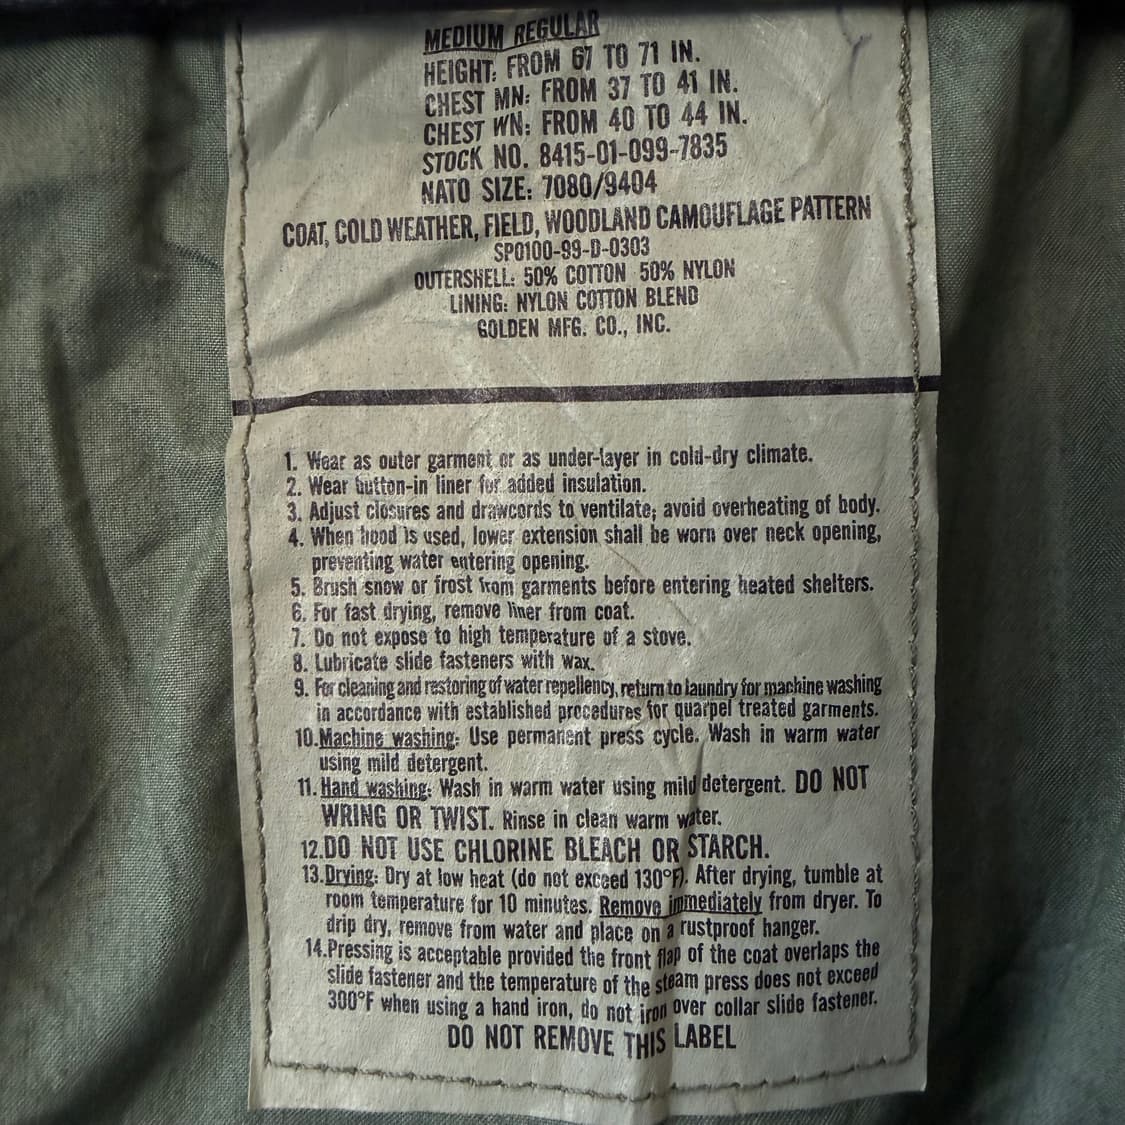 MEDIUM REGULAR
HEIGHT: FROM 67 TO 71 IN.
CHEST MN: FROM 37 TO 41 IN.
CHEST WN: FROM 40 TO 44 IN.
STOCK NO. 8415-01-099-7835
NATO SIZE: 7080/9404
COAT, COLD WEATHER, FIELD, WOODLAND CAMOUFLAGE PATTERN
SP0100-99-D-0303
OUTERSHELL: 50% COTTON 50% NYLON
LINING: NYLON COTTON BLEND
GOLDEN MFG. CO., INC.
1. Wear as outer garment or as under-layer in cold-dry climate.
2. Wear button-in liner for added insulation.
3. Adjust closures and drawcords to ventilate; avoid overheating of body.
4. When hood is used, lower extension shall be worn over neck opening,
preventing water entering opening.
5. Brush snow or frost from garments before entering heated shelters.
6. For fast drying, remove liner from coat.
7. Do not expose to high temperature of a stove.
8. Lubricate slide fasteners with wax.
9. For cleaning and restoring of water repellency, return to laundry for machine washing
in accordance with established procedures for quarpel treated garments.
10.Machine washing: Use permanent press cycle. Wash in warm water
using mild detergent.
11. Hand washing: Wash in warm water using mild detergent. DO NOT
WRING OR TWIST. Rinse in clean warm water.
12.DO NOT USE CHLORINE BLEACH OR STARCH.
13.Drying: Dry at low heat (do not exceed 130°F). After drying, tumble at
room temperature for 10 minutes. Remove immediately from dryer. To
drip dry, remove from water and place on a rustproof hanger.
14.Pressing is acceptable provided the front flap of the coat overlaps the
slide fastener and the temperature of the steam press does not exceed
300°F when using a hand iron, do not iron over collar slide fastener.
DO NOT REMOVE THIS LABEL